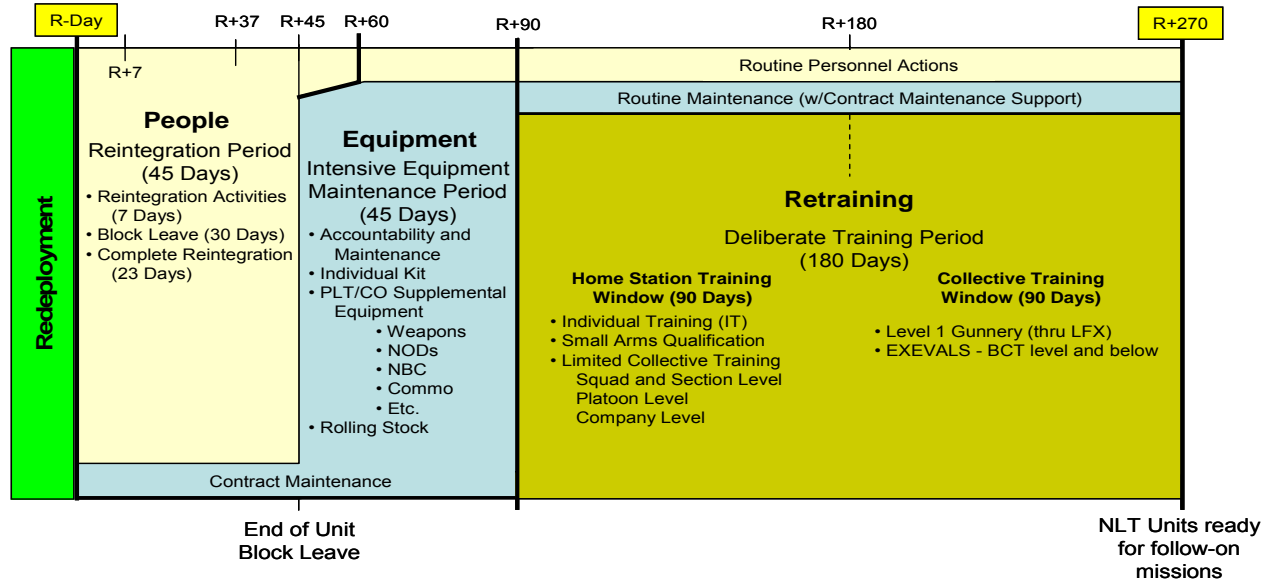 R-Day
R+37
R+45
R+60
R+90
R+180
R+270
R+7
Redeployment
People
Reintegration Period
(45 Days)
• Reintegration Activities
(7 Days)
• Block Leave (30 Days)
• Complete Reintegration
(23 Days)
Equipment
Intensive Equipment
Maintenance Period
(45 Days)
• Accountability and
Maintenance
• Individual Kit
• PLT/CO Supplemental
Equipment
• Weapons
• NODs
• NBC
• Commo
• Etc.
• Rolling Stock
Contract Maintenance
Routine Personnel Actions
Routine Maintenance (w/Contract Maintenance Support)
Retraining
Deliberate Training Period
(180 Days)
Home Station Training
Window (90 Days)
• Individual Training (IT)
• Small Arms Qualification
• Limited Collective Training
Squad and Section Level
Platoon Level
Company Level
Collective Training
Window (90 Days)
• Level 1 Gunnery (thru LFX)
• EXEVALS - BCT level and below
End of Unit
Block Leave
NLT Units ready
for follow-on
missions